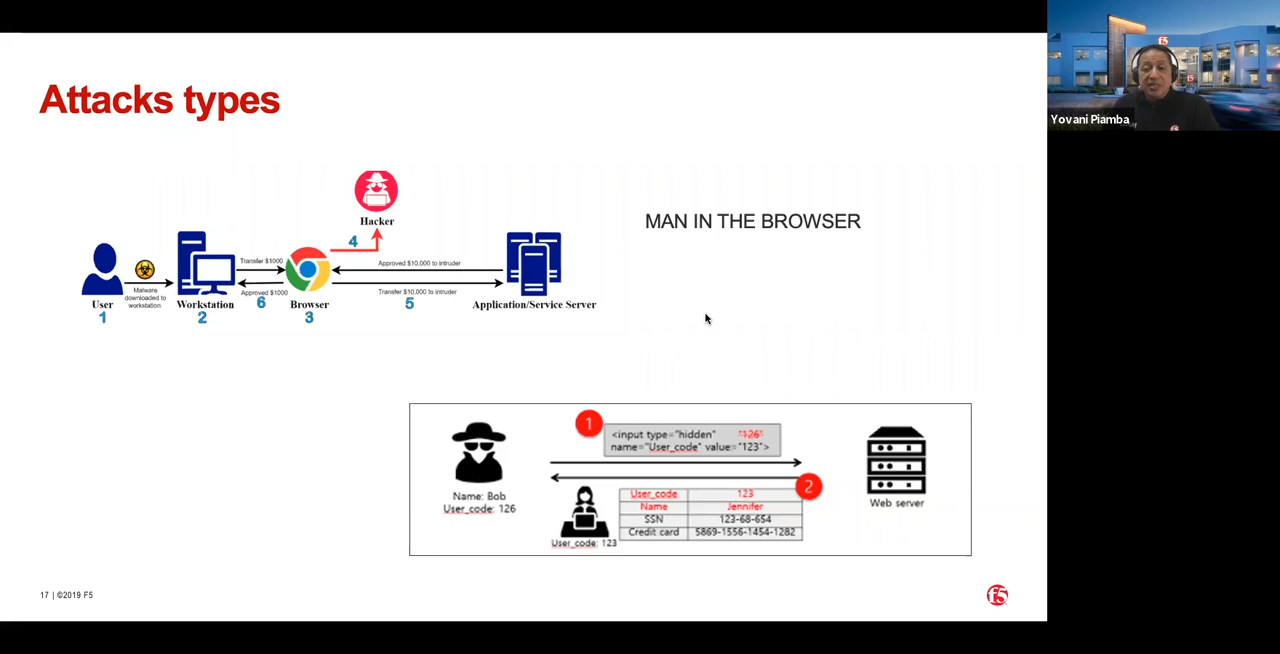 Attacks types
Yovani Piamba
Hacker
4
MAN IN THE BROWSER
Transfer $1000
Approved $10,000 to intruder
Malware
downloaded to
workstation
Approved $1000
Transfer $10,000 to intruder
User
Workstation
6
Browser
5
Application/Service Server
1
2
3
1
<input type="hidden" "126"
name="User_code" value="123">
2
Name: Bob
User_code: 126
User_code 123
Name Jennifer
SSN 123-68-654
Credit card 5869-1556-1454-1282
User_code: 123
Web server
17 | ©2019 F5
f5
f5
f5